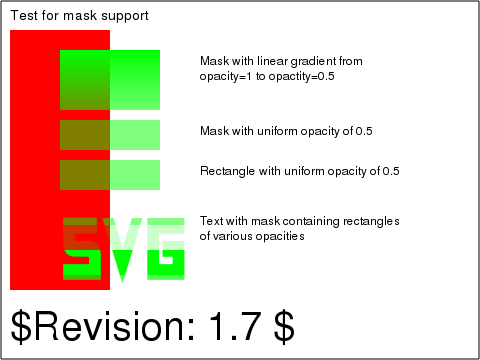 Test for mask support
Mask with linear gradient from
opacity=1 to opactity=0.5
Mask with uniform opacity of 0.5
Rectangle with uniform opacity of 0.5
SVG
Text with mask containing rectangles
of various opacities
$Revision: 1.7 $